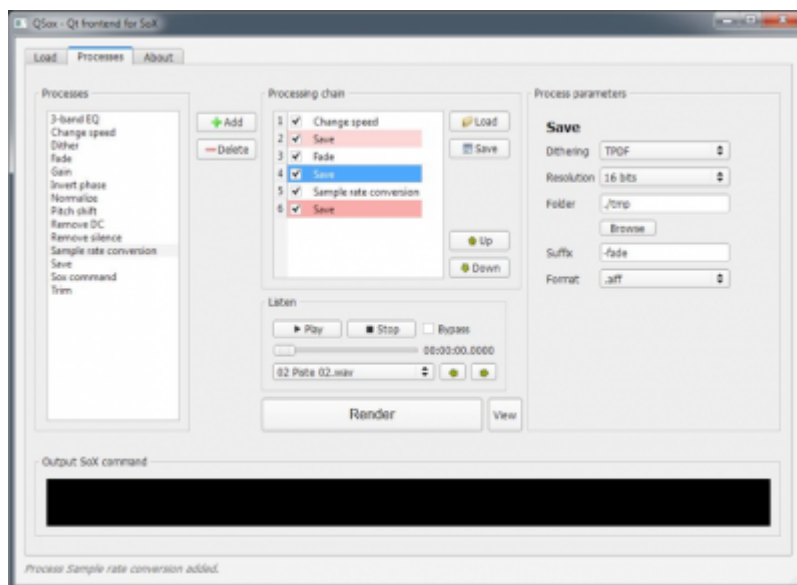 QSox - Qt frontend for SoX
Load Processes About
Processes
3-band EQ
Change speed
Dither
Fade
Gain
Invert phase
Normalize
Pitch shift
Remove DC
Remove silence
Sample rate conversion
Save
Sox command
Trim
Add
Delete
Processing chain
1 Change speed
2 Save
3 Fade
4 Save
5 Sample rate conversion
6 Save
Load
Save
Up
Down
Listen
Play Stop Bypass
00:00:00.0000
02 Pate 02.wav
Render View
Process parameters
Save
Dithering TPDF
Resolution 16 bits
Folder ./tmp
Browse
Suffix -fade
Format .aiff
Output SoX command
Process Sample rate conversion added.